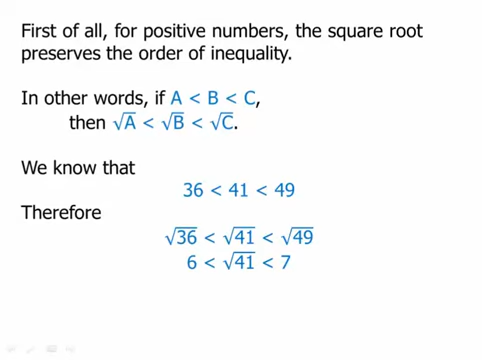 First of all, for positive numbers, the square root
preserves the order of inequality.
In other words, if A < B < C,
then √A < √B < √C.
We know that
36 < 41 < 49
Therefore
√36 < √41 < √49
6 < √41 < 7